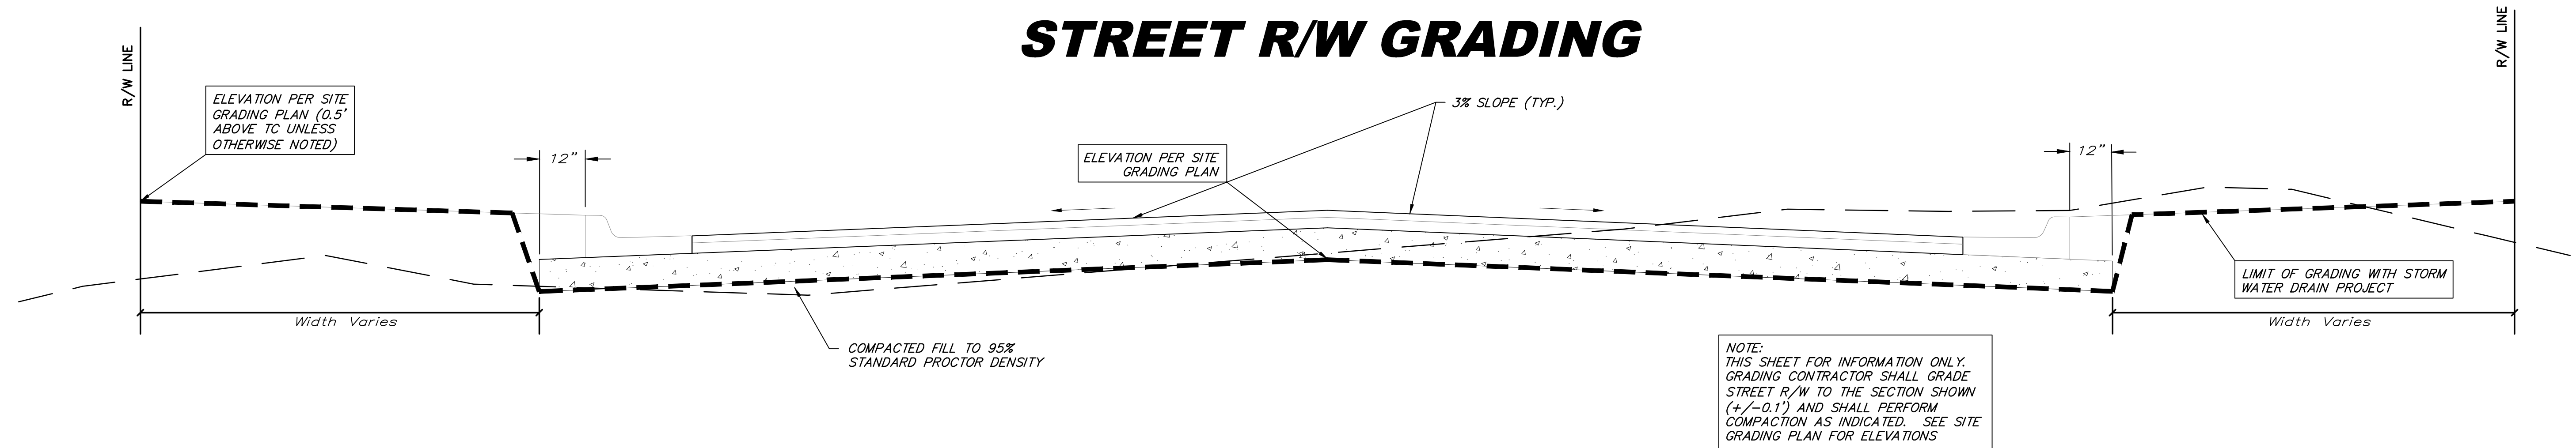 STREET R/W GRADING
R/W LINE
R/W LINE
ELEVATION PER SITE
GRADING PLAN (0.5'
ABOVE TC UNLESS
OTHERWISE NOTED)
12"
ELEVATION PER SITE
GRADING PLAN
3% SLOPE (TYP.)
12"
LIMIT OF GRADING WITH STORM
WATER DRAIN PROJECT
Width Varies
Width Varies
COMPACTED FILL TO 95%
STANDARD PROCTOR DENSITY
NOTE:
THIS SHEET FOR INFORMATION ONLY.
GRADING CONTRACTOR SHALL GRADE
STREET R/W TO THE SECTION SHOWN
(+/-0.1') AND SHALL PERFORM
COMPACTION AS INDICATED. SEE SITE
GRADING PLAN FOR ELEVATIONS